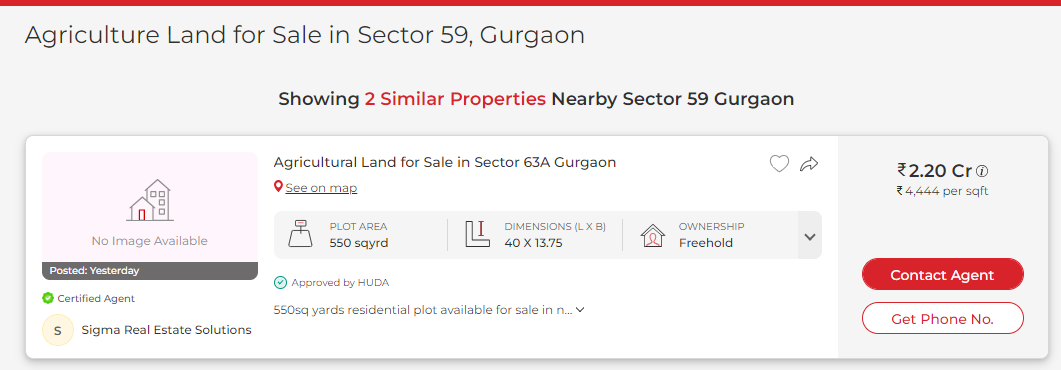 Agriculture Land for Sale in Sector 59, Gurgaon
Showing 2 Similar Properties Nearby Sector 59 Gurgaon
No Image Available
Posted: Yesterday
Certified Agent
S
Sigma Real Estate Solutions
Agricultural Land for Sale in Sector 63A Gurgaon
See on map
PLOT AREA
550 sqyrd
DIMENSIONS (L X B)
40 X 13.75
OWNERSHIP
Freehold
Approved by HUDA
550sq yards residential plot available for sale in n...
₹2.20 Cr
₹4,444 per sqft
Contact Agent
Get Phone No.